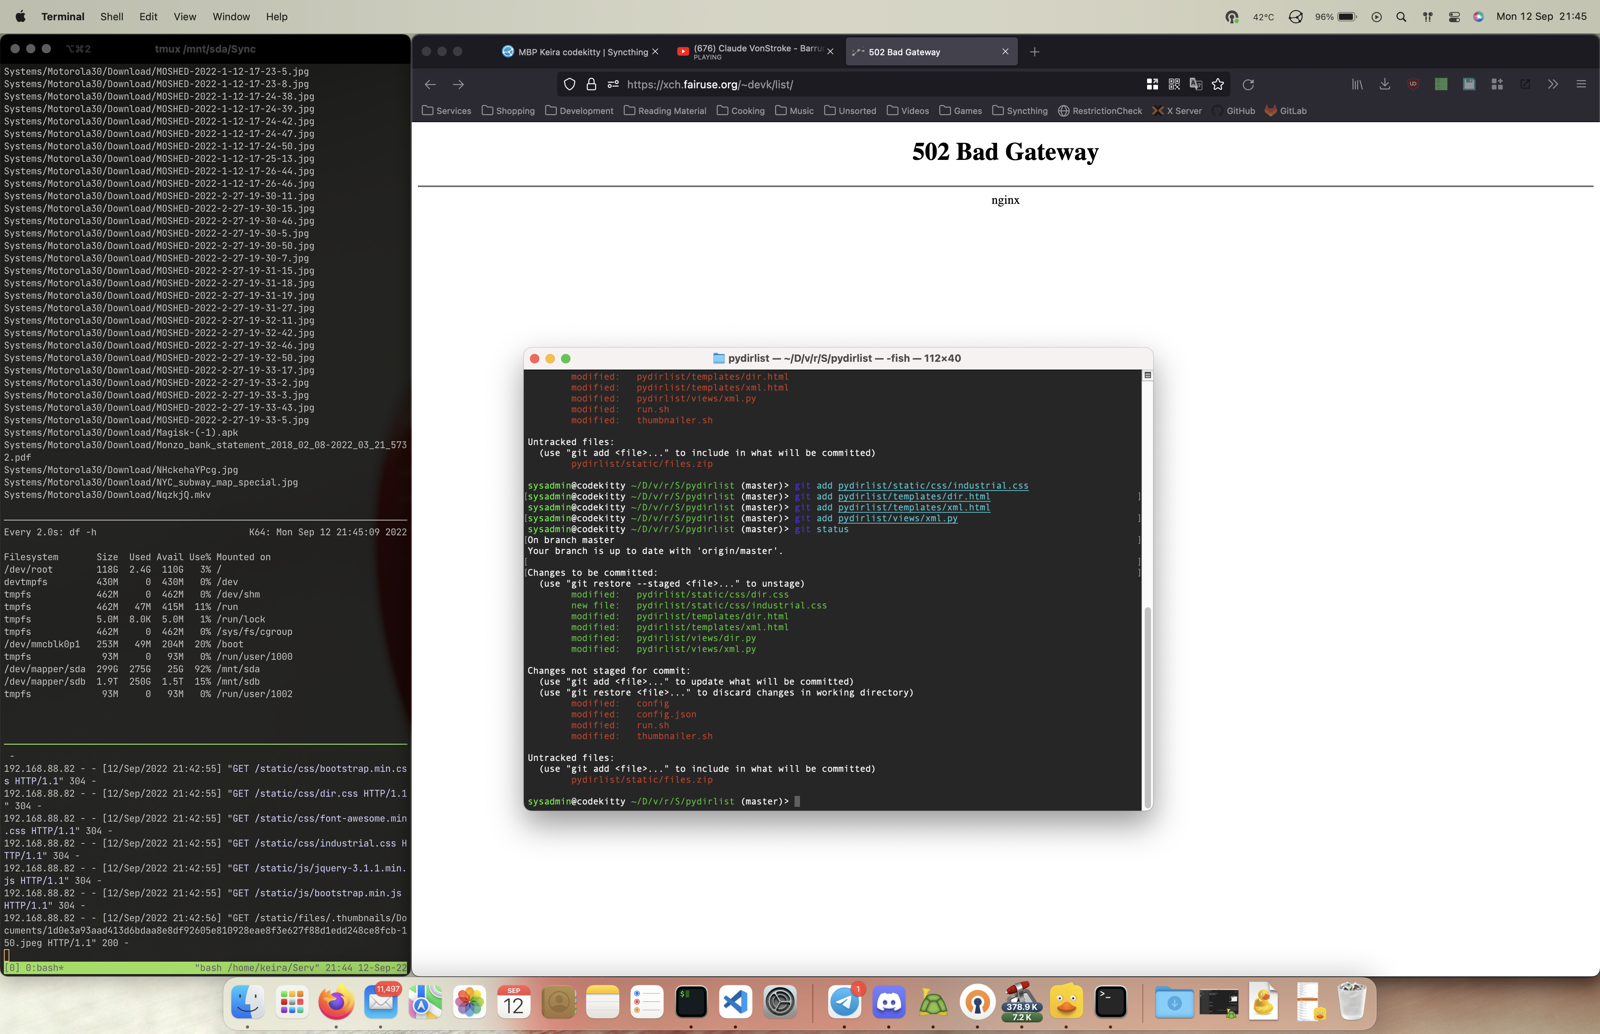 Terminal Shell Edit View Window Help
42°C 96% Mon 12 Sep 21:45
⌥⌘2 tmux /mnt/sda/Sync
Systems/Motorola30/Download/MOSHED-2022-1-12-17-23-5.jpg
Systems/Motorola30/Download/MOSHED-2022-1-12-17-23-8.jpg
Systems/Motorola30/Download/MOSHED-2022-1-12-17-24-38.jpg
Systems/Motorola30/Download/MOSHED-2022-1-12-17-24-39.jpg
Systems/Motorola30/Download/MOSHED-2022-1-12-17-24-42.jpg
Systems/Motorola30/Download/MOSHED-2022-1-12-17-24-47.jpg
Systems/Motorola30/Download/MOSHED-2022-1-12-17-24-50.jpg
Systems/Motorola30/Download/MOSHED-2022-1-12-17-25-13.jpg
Systems/Motorola30/Download/MOSHED-2022-1-12-17-26-44.jpg
Systems/Motorola30/Download/MOSHED-2022-1-12-17-26-46.jpg
Systems/Motorola30/Download/MOSHED-2022-2-27-19-30-11.jpg
Systems/Motorola30/Download/MOSHED-2022-2-27-19-30-15.jpg
Systems/Motorola30/Download/MOSHED-2022-2-27-19-30-46.jpg
Systems/Motorola30/Download/MOSHED-2022-2-27-19-30-5.jpg
Systems/Motorola30/Download/MOSHED-2022-2-27-19-30-50.jpg
Systems/Motorola30/Download/MOSHED-2022-2-27-19-30-7.jpg
Systems/Motorola30/Download/MOSHED-2022-2-27-19-31-15.jpg
Systems/Motorola30/Download/MOSHED-2022-2-27-19-31-18.jpg
Systems/Motorola30/Download/MOSHED-2022-2-27-19-31-19.jpg
Systems/Motorola30/Download/MOSHED-2022-2-27-19-31-27.jpg
Systems/Motorola30/Download/MOSHED-2022-2-27-19-32-11.jpg
Systems/Motorola30/Download/MOSHED-2022-2-27-19-32-42.jpg
Systems/Motorola30/Download/MOSHED-2022-2-27-19-32-46.jpg
Systems/Motorola30/Download/MOSHED-2022-2-27-19-32-50.jpg
Systems/Motorola30/Download/MOSHED-2022-2-27-19-33-17.jpg
Systems/Motorola30/Download/MOSHED-2022-2-27-19-33-2.jpg
Systems/Motorola30/Download/MOSHED-2022-2-27-19-33-3.jpg
Systems/Motorola30/Download/MOSHED-2022-2-27-19-33-43.jpg
Systems/Motorola30/Download/MOSHED-2022-2-27-19-33-5.jpg
Systems/Motorola30/Download/Magisk-(-1).apk
Systems/Motorola30/Download/Monzo_bank_statement_2018_02_08-2022_03_21_573
2.pdf
Systems/Motorola30/Download/NHckehaYPcg.jpg
Systems/Motorola30/Download/NYC_subway_map_special.jpg
Systems/Motorola30/Download/NqzkjQ.mkv
Every 2.0s: df -h K64: Mon Sep 12 21:45:09 2022
Filesystem Size Used Avail Use% Mounted on
/dev/root 118G 2.4G 110G 3% /
devtmpfs 430M 0 430M 0% /dev
tmpfs 462M 0 462M 0% /dev/shm
tmpfs 462M 47M 415M 11% /run
tmpfs 5.0M 8.0K 5.0M 1% /run/lock
tmpfs 462M 0 462M 0% /sys/fs/cgroup
/dev/mmcblk0p1 253M 49M 204M 20% /boot
tmpfs 93M 0 93M 0% /run/user/1000
/dev/mapper/sda 299G 275G 25G 92% /mnt/sda
/dev/mapper/sdb 1.9T 250G 1.5T 15% /mnt/sdb
tmpfs 93M 0 93M 0% /run/user/1002
-
192.168.88.82 - - [12/Sep/2022 21:42:55] "GET /static/css/bootstrap.min.cs
s HTTP/1.1" 304 -
192.168.88.82 - - [12/Sep/2022 21:42:55] "GET /static/css/dir.css HTTP/1.1
" 304 -
192.168.88.82 - - [12/Sep/2022 21:42:55] "GET /static/css/font-awesome.min
.css HTTP/1.1" 304 -
192.168.88.82 - - [12/Sep/2022 21:42:55] "GET /static/css/industrial.css H
TTP/1.1" 304 -
192.168.88.82 - - [12/Sep/2022 21:42:55] "GET /static/js/jquery-3.1.1.min.
js HTTP/1.1" 304 -
192.168.88.82 - - [12/Sep/2022 21:42:55] "GET /static/js/bootstrap.min.js
HTTP/1.1" 304 -
192.168.88.82 - - [12/Sep/2022 21:42:56] "GET /static/files/.thumbnails/Do
cuments/1d0e3a93aad413d6bdaa8e8df92605e810928eae8f3e627f88d1edd248ce8fcb-1
50.jpeg HTTP/1.1" 200 -
[0] 0:bash* "bash /home/keira/Serv" 21:44 12-Sep-22
MBP Keira codekitty | Syncthing
(676) Claude VonStroke - Barru
PLAYING
502 Bad Gateway
https://xch.fairuse.org/~devk/list/
Services Shopping Development Reading Material Cooking Music Unsorted Videos Games Syncthing RestrictionCheck X Server GitHub GitLab
502 Bad Gateway
nginx
pydirlist — ~/D/v/r/S/pydirlist — -fish — 112×40
modified: pydirlist/templates/dir.html
modified: pydirlist/templates/xml.html
modified: pydirlist/views/xml.py
modified: run.sh
modified: thumbnailer.sh
Untracked files:
(use "git add <file>..." to include in what will be committed)
pydirlist/static/files.zip
sysadmin@codekitty ~/D/v/r/S/pydirlist (master)> git add pydirlist/static/css/industrial.css
sysadmin@codekitty ~/D/v/r/S/pydirlist (master)> git add pydirlist/templates/dir.html
sysadmin@codekitty ~/D/v/r/S/pydirlist (master)> git add pydirlist/templates/xml.html
sysadmin@codekitty ~/D/v/r/S/pydirlist (master)> git add pydirlist/views/xml.py
sysadmin@codekitty ~/D/v/r/S/pydirlist (master)> git status
On branch master
Your branch is up to date with 'origin/master'.
Changes to be committed:
(use "git restore --staged <file>..." to unstage)
modified: pydirlist/static/css/dir.css
new file: pydirlist/static/css/industrial.css
modified: pydirlist/templates/dir.html
modified: pydirlist/templates/xml.html
modified: pydirlist/views/dir.py
modified: pydirlist/views/xml.py
Changes not staged for commit:
(use "git add <file>..." to update what will be committed)
(use "git restore <file>..." to discard changes in working directory)
modified: config
modified: config.json
modified: run.sh
modified: thumbnailer.sh
Untracked files:
(use "git add <file>..." to include in what will be committed)
pydirlist/static/files.zip
sysadmin@codekitty ~/D/v/r/S/pydirlist (master)>
11,497
SEP
12
1
378.9 K
7.2 K